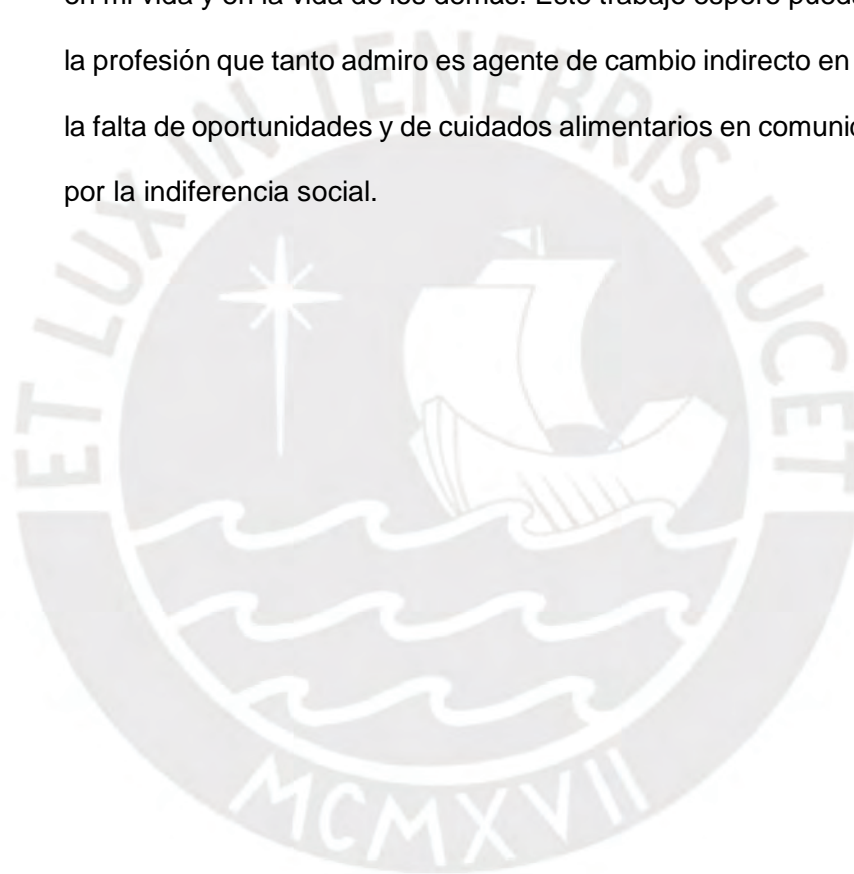 en mi vida y en la vida de los demás. Este trabajo espero pueda
la profesión que tanto admiro es agente de cambio indirecto en
la falta de oportunidades y de cuidados alimentarios en comunic
por la indiferencia social.
ET LUX IN TENEBRIS LUCET
MCMXVII